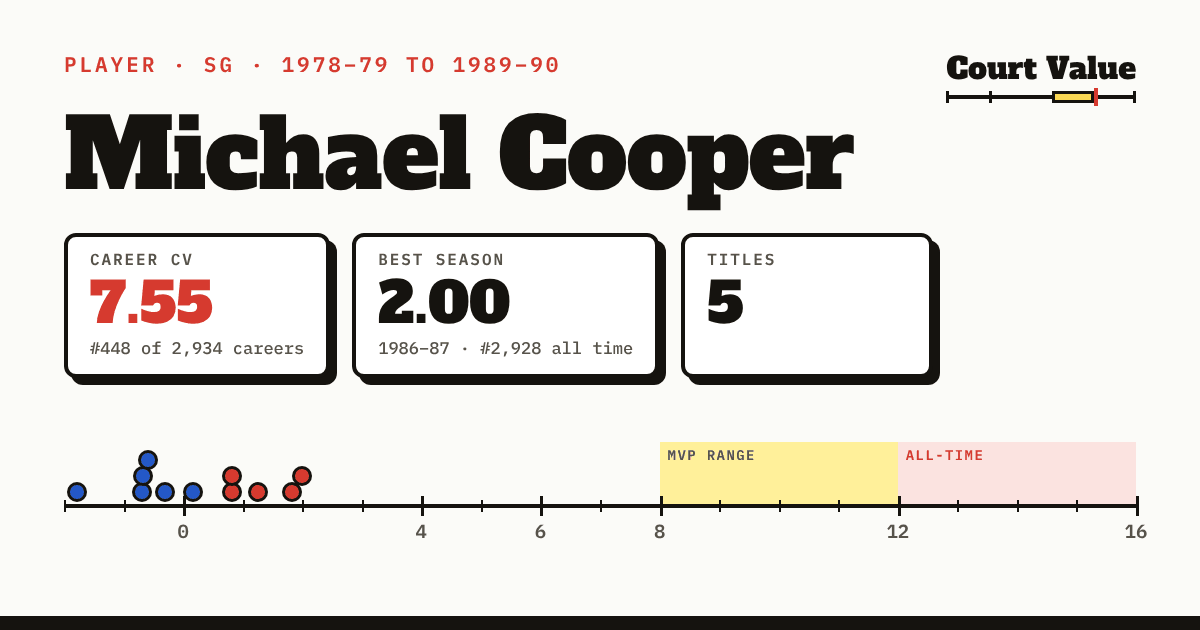 PLAYER · SG · 1978–79 TO 1989–90
Court Value
Michael Cooper
CAREER CV
7.55
#448 of 2,934 careers
BEST SEASON
2.00
1986–87 · #2,928 all time
TITLES
5
MVP RANGE
ALL-TIME
0 4 6 8 12 16